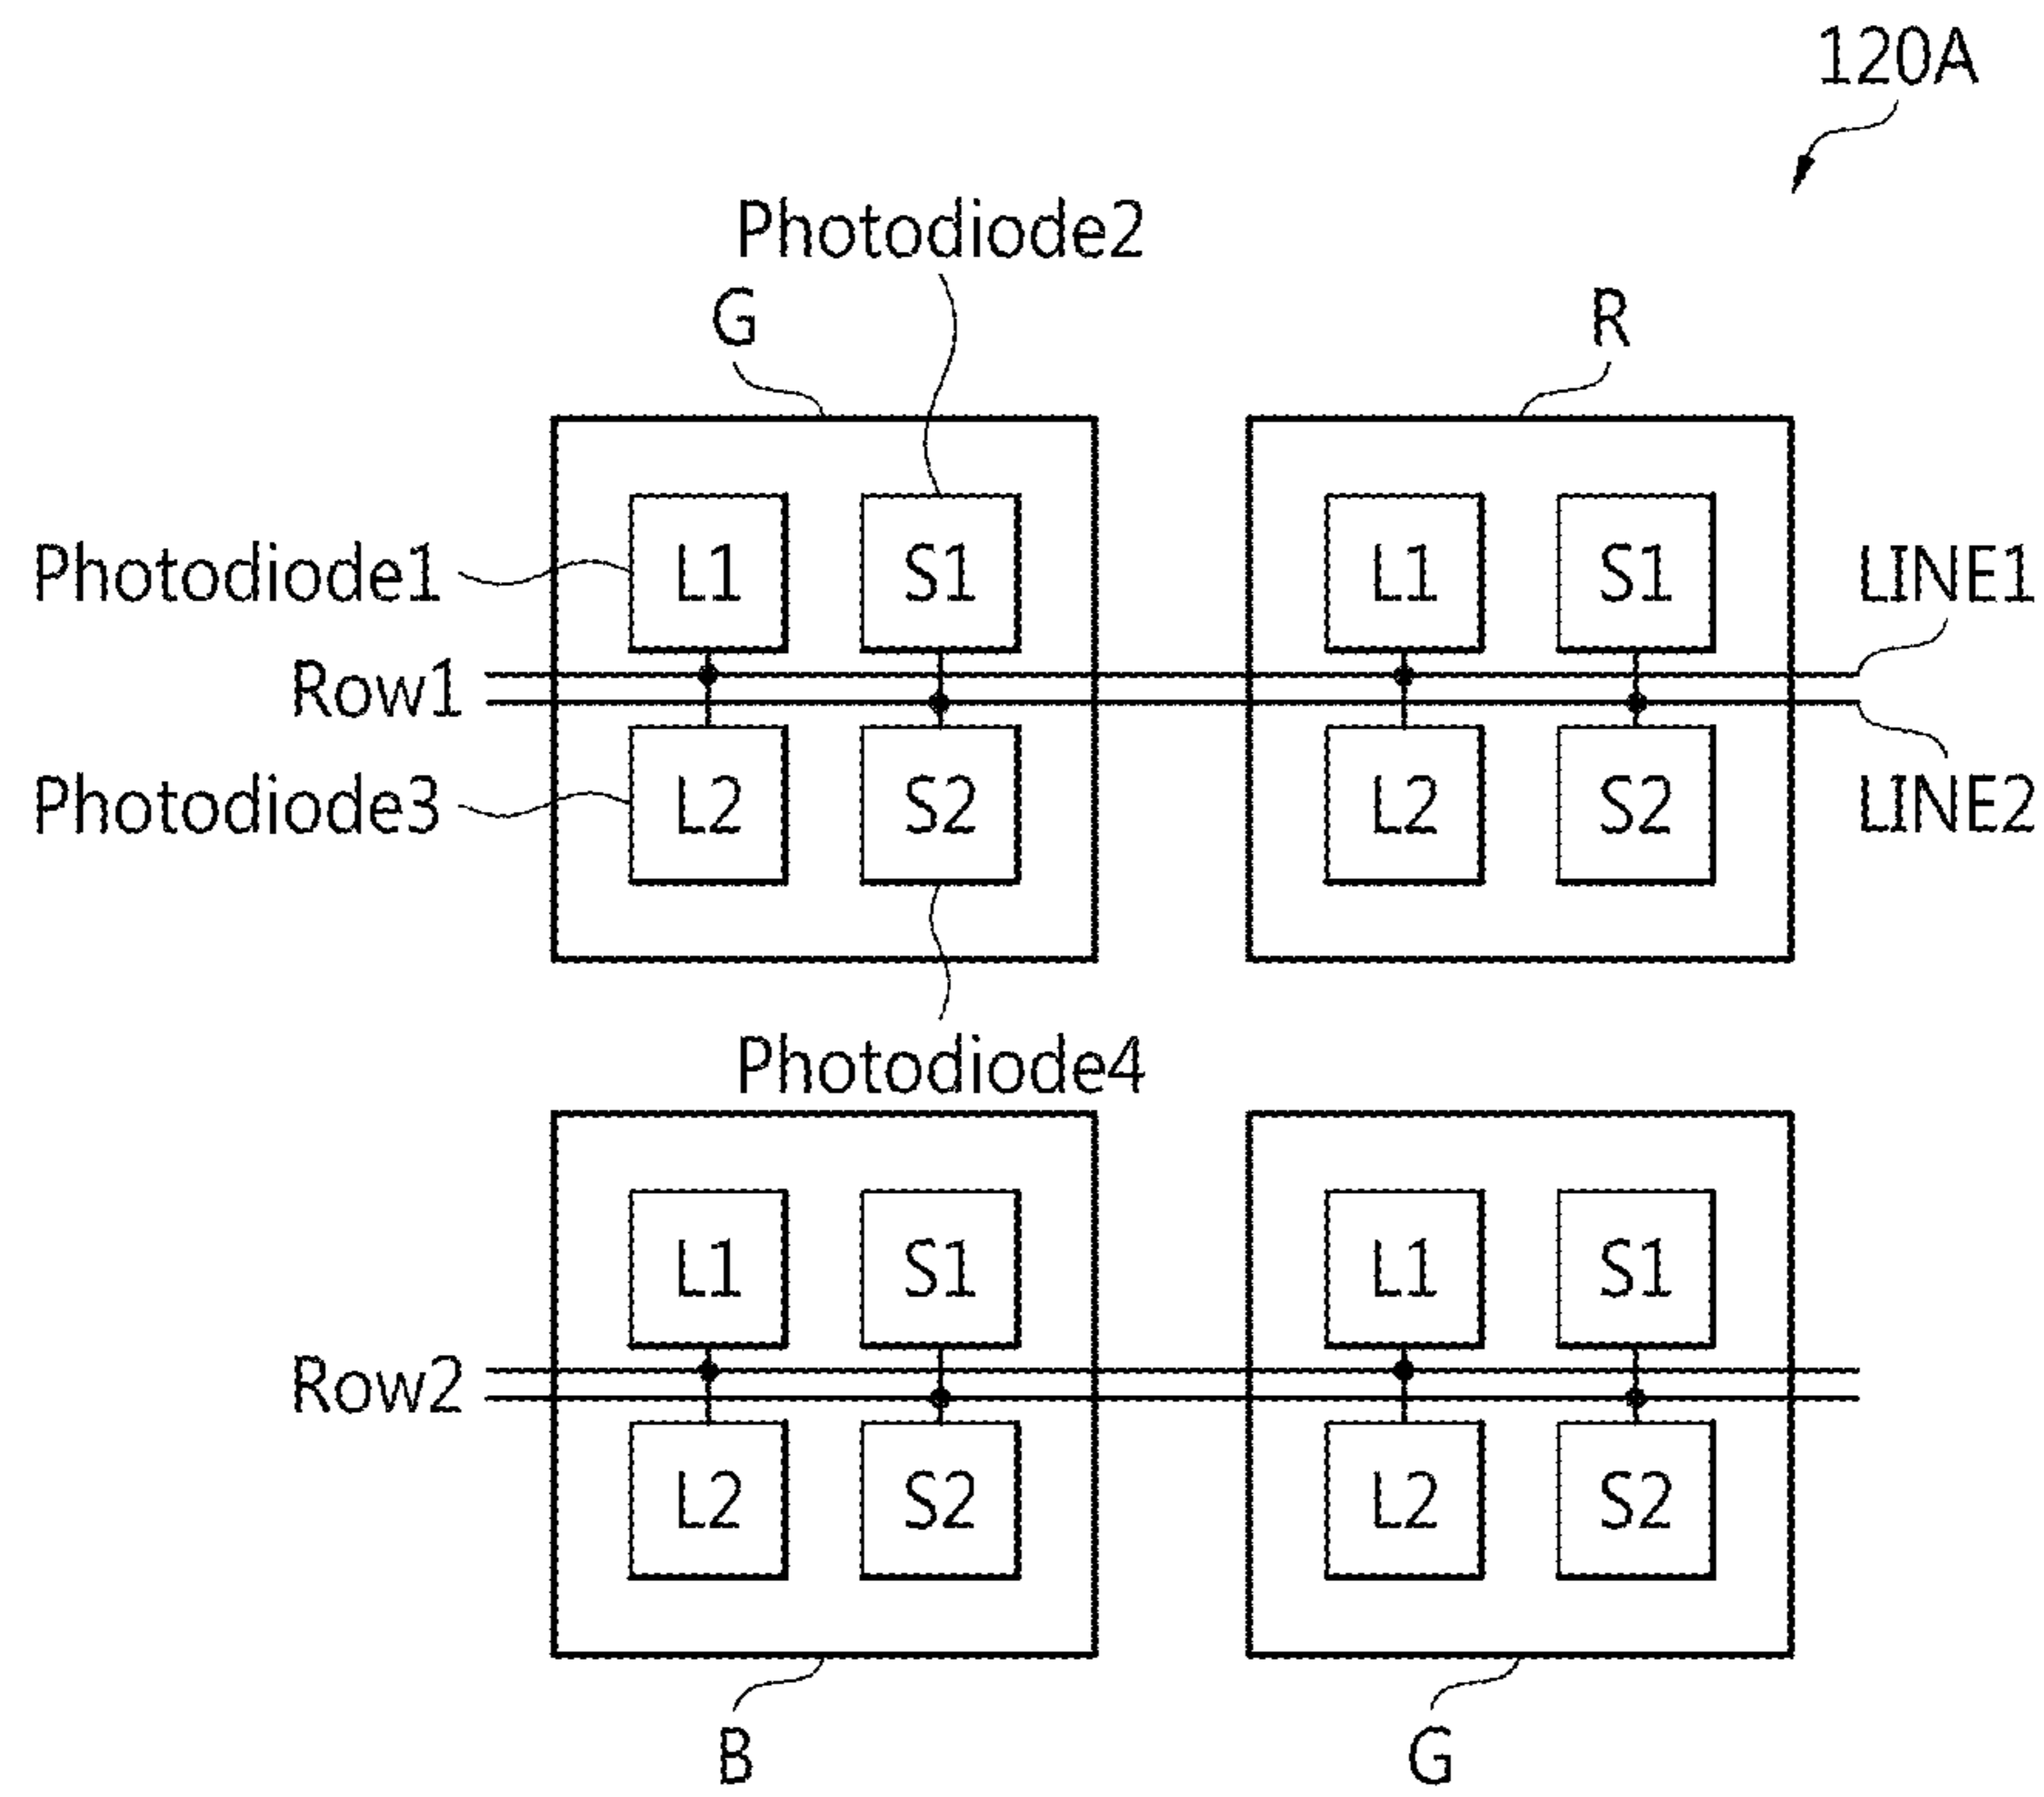 120A
Photodiode2
G
R
Photodiode1
L1
S1
L1
S1
LINE1
Row1
Photodiode3
L2
S2
L2
S2
LINE2
Photodiode4
L1
S1
L1
S1
Row2
L2
S2
L2
S2
B
G